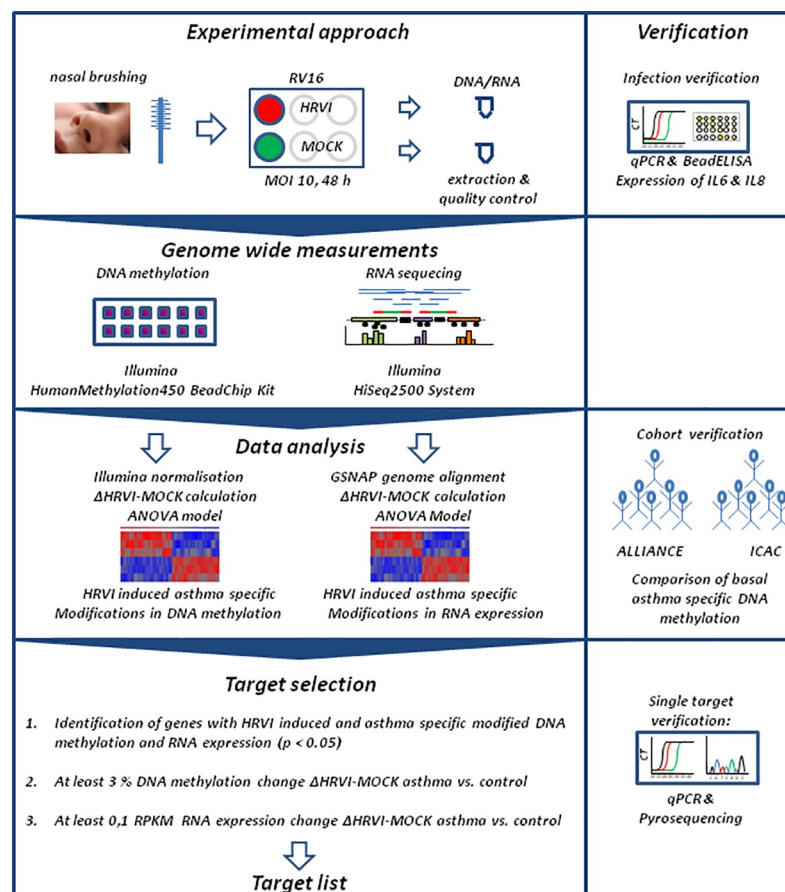 Experimental approach
nasal brushing
RV16
HRVI
MOCK
MOI 10, 48 h
DNA/RNA
extraction &
quality control
Verification
Infection verification
CT
qPCR & BeadELISA
Expression of IL6 & IL8
Genome wide measurements
DNA methylation
Illumina
HumanMethylation450 BeadChip Kit
RNA sequecing
Illumina
HiSeq2500 System
Data analysis
Illumina normalisation
ΔHRVI-MOCK calculation
ANOVA model
HRVI induced asthma specific
Modifications in DNA methylation
GSNAP genome alignment
ΔHRVI-MOCK calculation
ANOVA Model
HRVI induced asthma specific
Modifications in RNA expression
Cohort verification
ALLIANCE
ICAC
Comparison of basal
asthma specific DNA
methylation
Target selection
1. Identification of genes with HRVI induced and asthma specific modified DNA
methylation and RNA expression (p < 0.05)
2. At least 3 % DNA methylation change ΔHRVI-MOCK asthma vs. control
3. At least 0,1 RPKM RNA expression change ΔHRVI-MOCK asthma vs. control
Target list
Single target
verification:
CT
qPCR &
Pyrosequencing